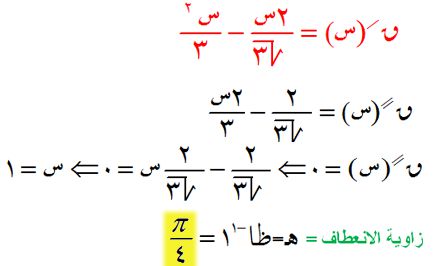 ق′(س) = ٢س/√٣ − س٢/٣
ق″(س) = ٢/√٣ − ٢س/٣
ق″(س) = ٠ ⇐ ٢/√٣ − ٢/√٣ س = ٠ ⇐ س = ١
زاوية الانعطاف = هـ = ظا−١ ١ = π/٤